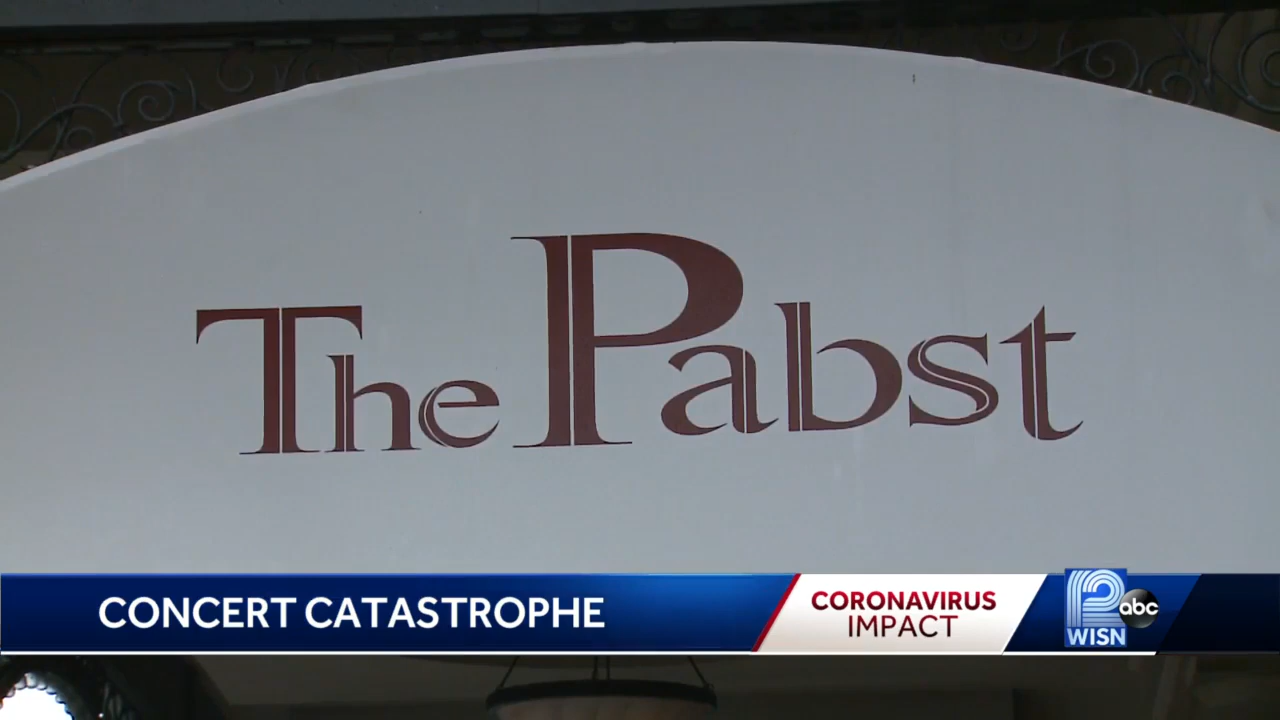 The Pabst
CONCERT CATASTROPHE
CORONAVIRUS
IMPACT
12
abc
WISN